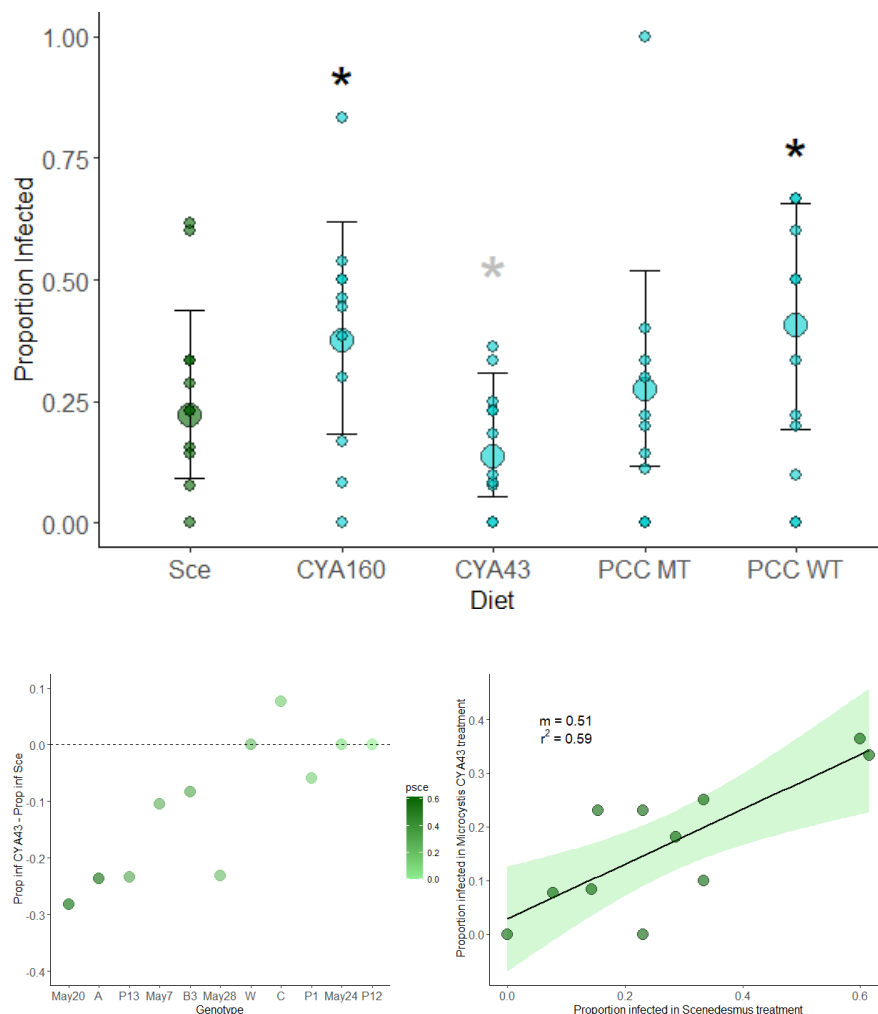 1.00
0.75
0.50
0.25
0.00
Proportion Infected
*
*
*
Sce CYA160 CYA43 PCC MT PCC WT
Diet
0.1
0.0
-0.1
-0.2
-0.3
-0.4
Prop inf CYA43 - Prop inf Sce
May20 A P13 May7 B3 May28 W C P1 May24 P12
Genotype
psce
0.6
0.4
0.2
0.0
m = 0.51
r² = 0.59
0.4
0.3
0.2
0.1
0.0
Proportion infected in Microcystis CYA43 treatment
0.0 0.2 0.4 0.6
Proportion infected in Scenedesmus treatment